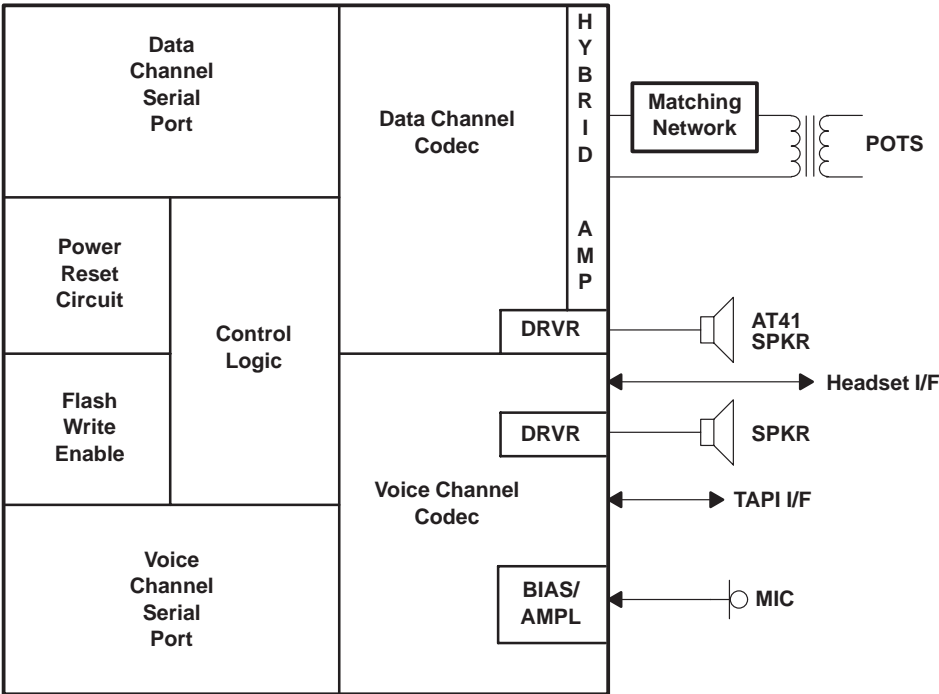 Data
Channel
Serial
Port
Data Channel
Codec
H
Y
B
R
I
D
A
M
P
Matching
Network
POTS
Power
Reset
Circuit
Control
Logic
DRVR
AT41
SPKR
Headset I/F
Flash
Write
Enable
DRVR
SPKR
Voice Channel
Codec
TAPI I/F
Voice
Channel
Serial
Port
BIAS/
AMPL
MIC